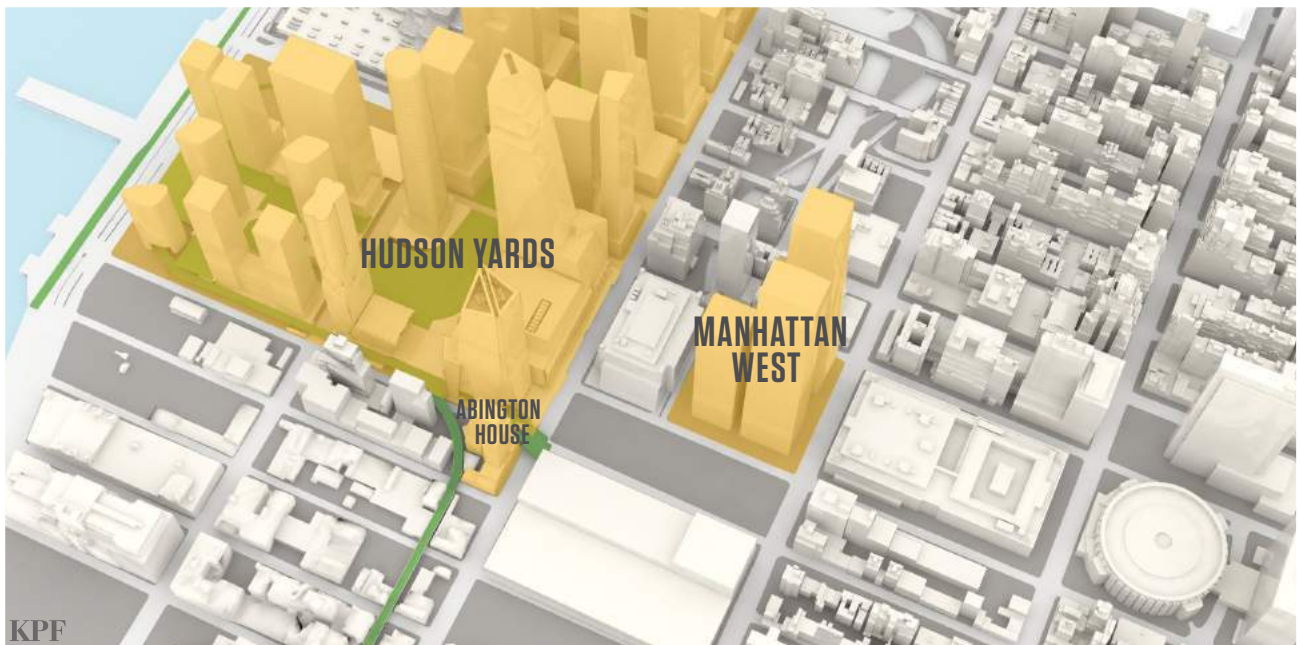 HUDSON YARDS
MANHATTAN
WEST
ABINGTON
HOUSE
KPF